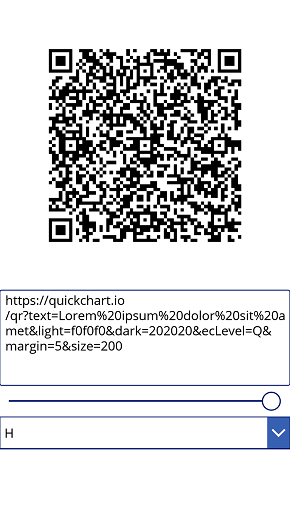 https://quickchart.io
/qr?text=Lorem%20ipsum%20dolor%20sit%20a
met&light=f0f0f0&dark=202020&ecLevel=Q&
margin=5&size=200
H